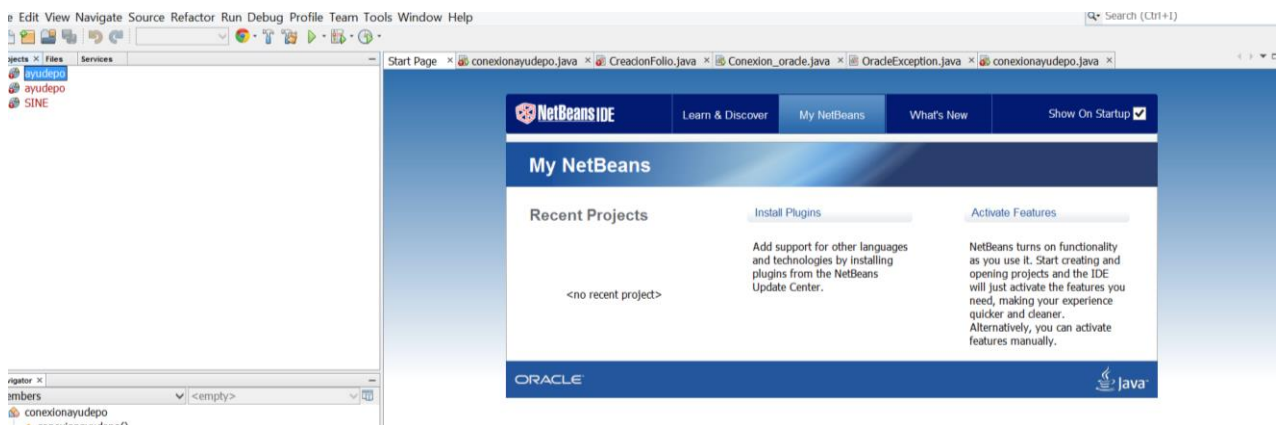 e Edit View Navigate Source Refactor Run Debug Profile Team Tools Window Help
Search (Ctrl+I)
ojects Files Services
ayudepo
ayudepo
SINE
Start Page conexionayudepo.java CreacionFolio.java Conexion_oracle.java OracleException.java conexionayudepo.java
NetBeans IDE Learn & Discover My NetBeans What's New Show On Startup
My NetBeans
Recent Projects
<no recent project>
Install Plugins
Add support for other languages
and technologies by installing
plugins from the NetBeans
Update Center.
Activate Features
NetBeans turns on functionality
as you use it. Start creating and
opening projects and the IDE
will just activate the features you
need, making your experience
quicker and cleaner.
Alternatively, you can activate
features manually.
ORACLE Java
vigator
embers <empty>
conexionayudepo